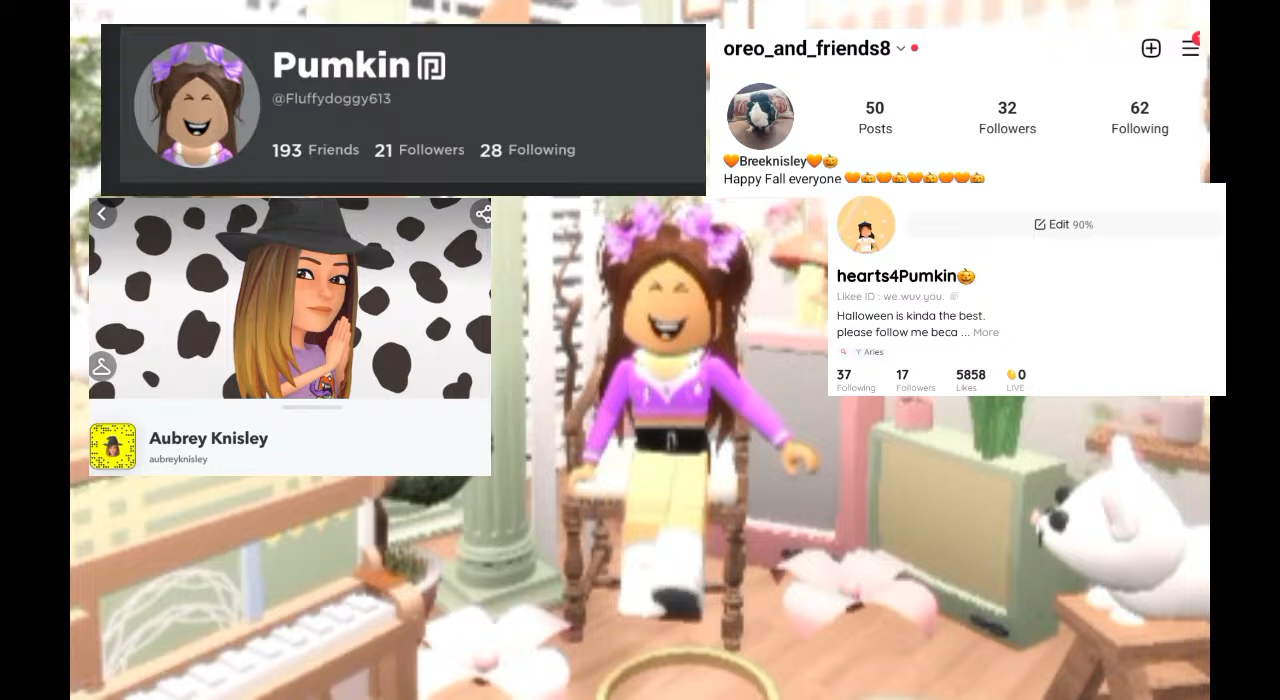 Pumkin
@Fluffydoggy613
193 Friends 21 Followers 28 Following
oreo_and_friends8
50 32 62
Posts Followers Following
🧡Breeknisley🧡🎃
Happy Fall everyone 🧡🎃🧡🎃🧡🎃🧡🧡🎃
Aubrey Knisley
aubreyknisley
Edit 90%
hearts4Pumkin🎃
Likee ID : we.wuv.you.
Halloween is kinda the best.
please follow me beca ... More
Aries
37 17 5858 0
Following Followers Likes LIVE